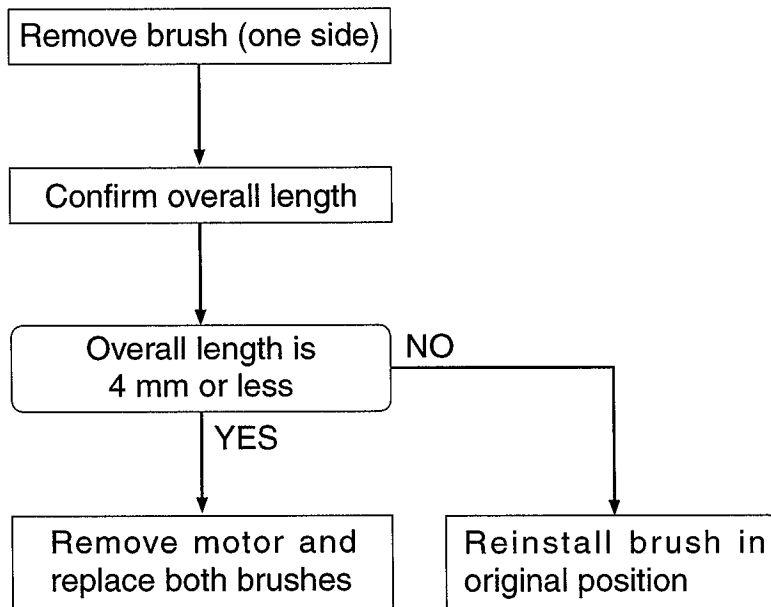 Remove brush (one side)
Confirm overall length
Overall length is
4 mm or less
NO
YES
Remove motor and
replace both brushes
Reinstall brush in
original position